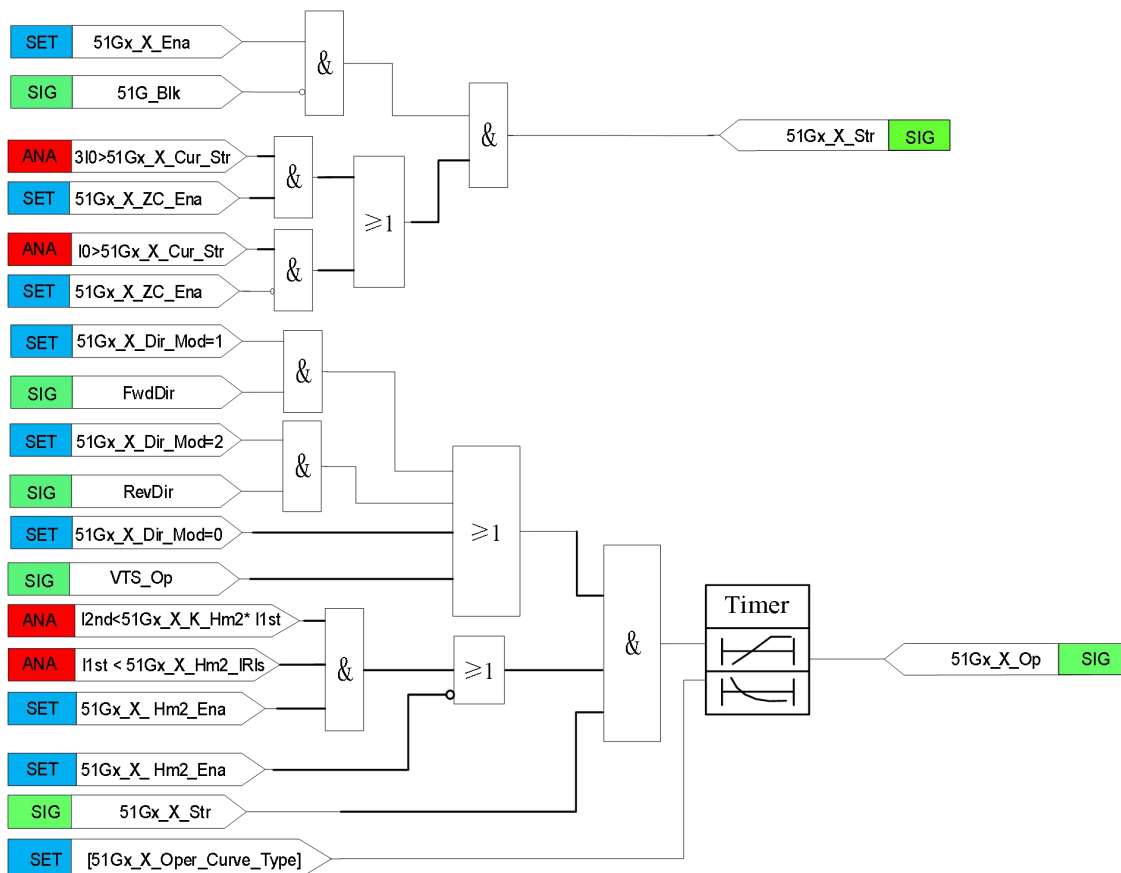 SET 51Gx_X_Ena
&
SIG 51G_Blk
&
51Gx_X_Str SIG
ANA 3I0>51Gx_X_Cur_Str
&
SET 51Gx_X_ZC_Ena
≥1
ANA I0>51Gx_X_Cur_Str
&
SET 51Gx_X_ZC_Ena
SET 51Gx_X_Dir_Mod=1
&
SIG FwdDir
SET 51Gx_X_Dir_Mod=2
&
SIG RevDir
SET 51Gx_X_Dir_Mod=0
≥1
SIG VTS_Op
ANA I2nd<51Gx_X_K_Hm2* I1st
Timer
&
ANA I1st < 51Gx_X_Hm2_IRls
&
≥1
51Gx_X_Op SIG
SET 51Gx_X_ Hm2_Ena
SET 51Gx_X_ Hm2_Ena
SIG 51Gx_X_Str
SET [51Gx_X_Oper_Curve_Type]